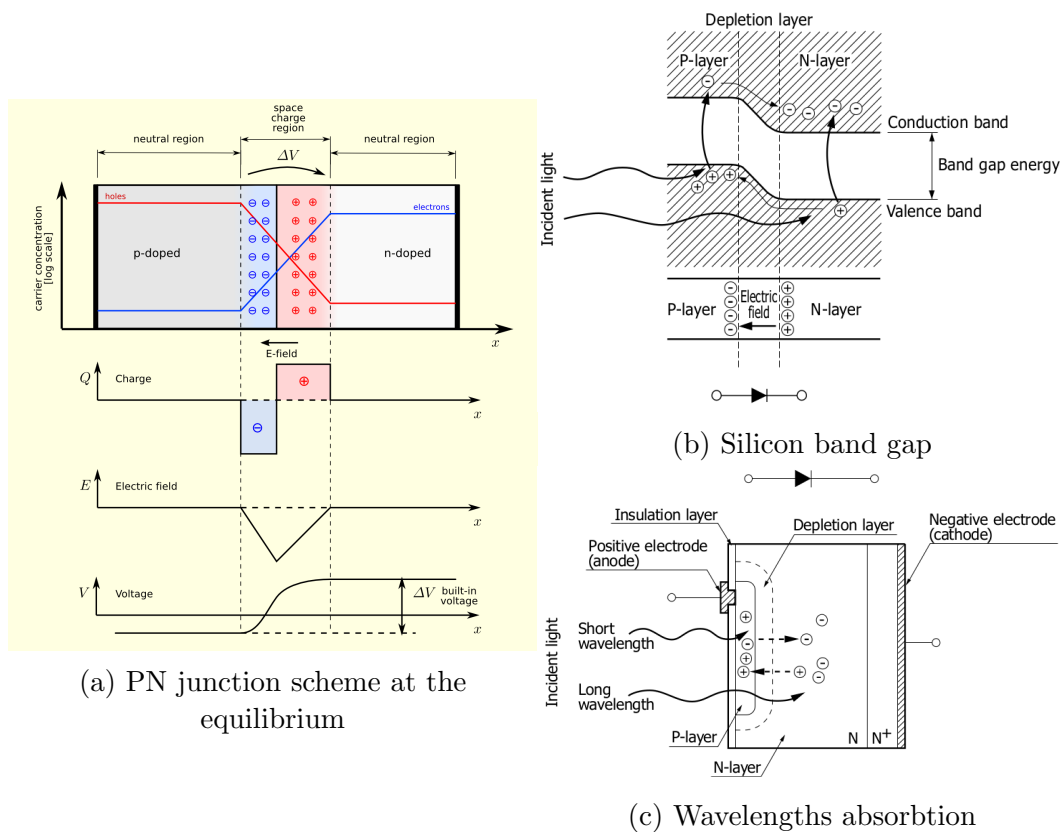 space
charge
region
neutral region
neutral region
ΔV
carrier concentration
[log scale]
holes
electrons
p-doped
n-doped
x
E-field
Q
Charge
x
E
Electric field
x
V
Voltage
ΔV
built-in
voltage
x
(a) PN junction scheme at the
equilibrium
Depletion layer
P-layer
N-layer
Conduction band
Band gap energy
Valence band
Incident light
P-layer
Electric
field
N-layer
(b) Silicon band gap
Insulation layer
Depletion layer
Negative electrode
(cathode)
Positive electrode
(anode)
Incident light
Short
wavelength
Long
wavelength
P-layer
N-layer
N
N+
(c) Wavelengths absorbtion